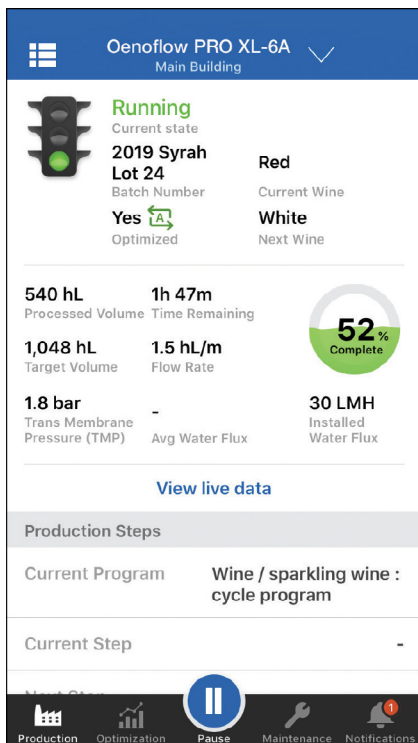 Oenoflow PRO XL-6A
Main Building
Running
Current state
2019 Syrah
Lot 24
Batch Number
Red
Current Wine
Yes A
Optimized
White
Next Wine
540 hL
Processed Volume
1h 47m
Time Remaining
52%
Complete
1,048 hL
Target Volume
1.5 hL/m
Flow Rate
1.8 bar
Trans Membrane
Pressure (TMP)
-
Avg Water Flux
30 LMH
Installed
Water Flux
View live data
Production Steps
Current Program
Wine / sparkling wine :
cycle program
Current Step -
1
Production Optimization Pause Maintenance Notifications